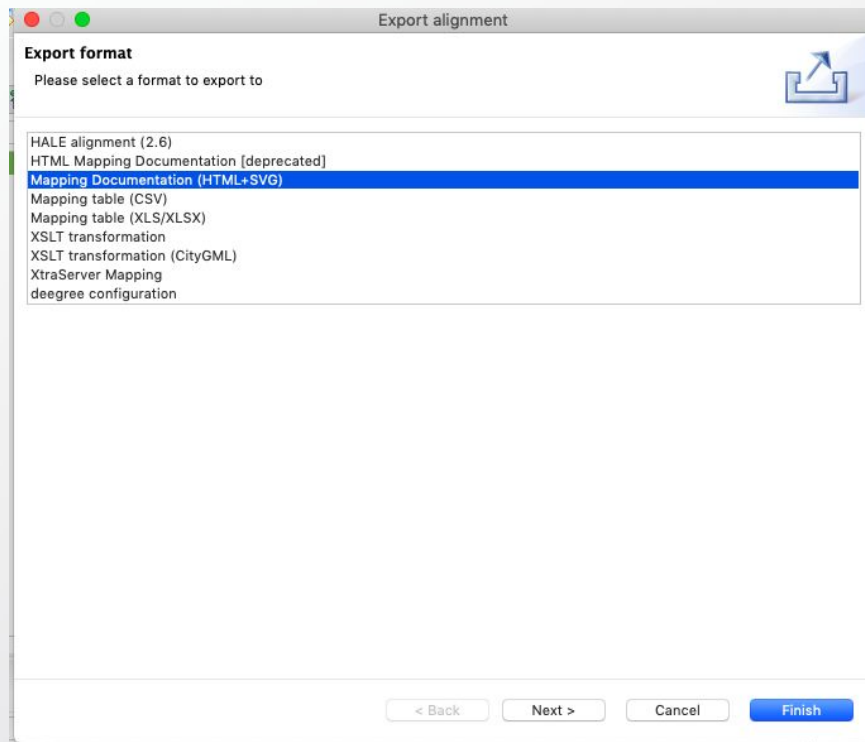 Export alignment
Export format
Please select a format to export to
HALE alignment (2.6)
HTML Mapping Documentation [deprecated]
Mapping Documentation (HTML+SVG)
Mapping table (CSV)
Mapping table (XLS/XLSX)
XSLT transformation
XSLT transformation (CityGML)
XtraServer Mapping
deegree configuration
< Back Next > Cancel Finish